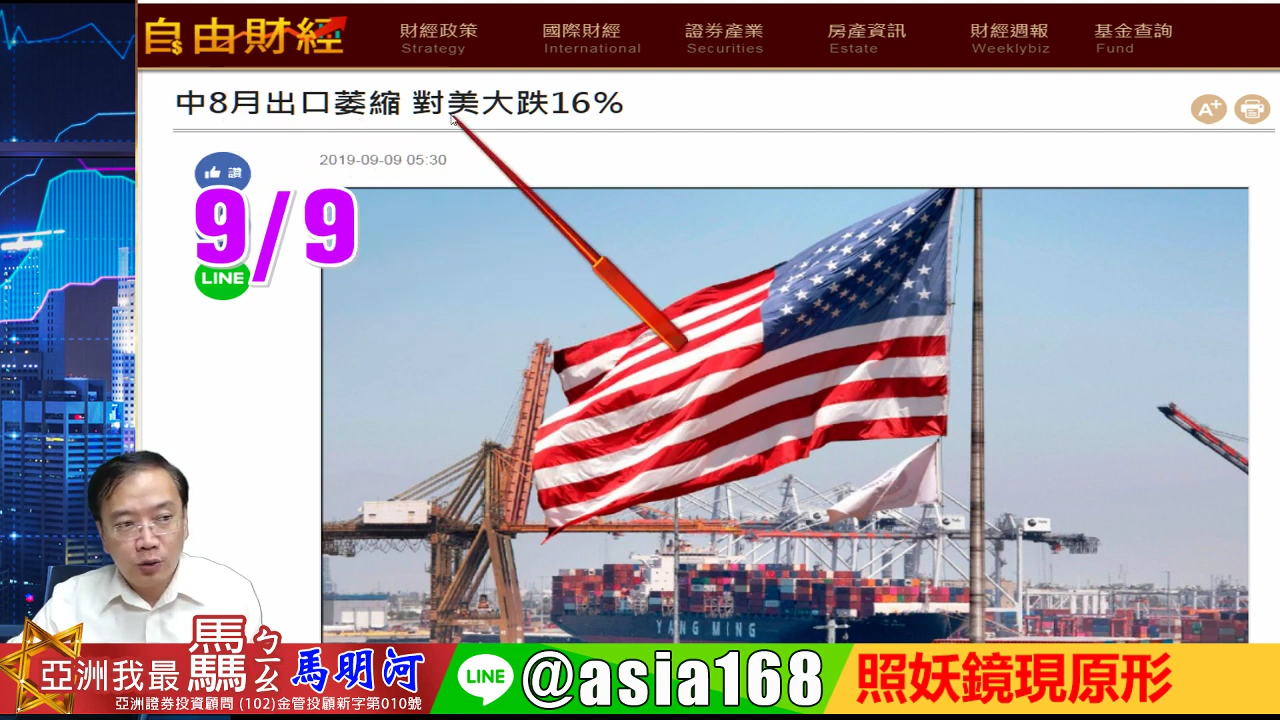 自由財經
財經政策
Strategy
國際財經
International
證券產業
Securities
房產資訊
Estate
財經週報
Weeklybiz
基金查詢
Fund
中8月出口萎縮 對美大跌16%
A+
讚
2019-09-09 05:30
9/9
LINE
YANG MING
亞洲我最馬驫ㄅㄠ
馬明河
亞洲證券投資顧問 (102)金管投顧新字第010號
LINE
@asia168
照妖鏡現原形